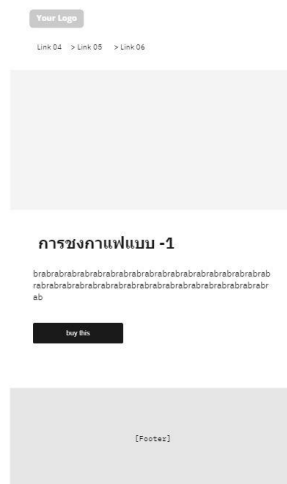 Your Logo
Link 04 > Link 05 > Link 06
การชงกาแฟแบบ -1
brabrabrabrabrabrabrabrabrabrabrabrabrabrabrabrabrab
rabrabrabrabrabrabrabrabrabrabrabrabrabrabrabrabrabr
ab
buy this
[Footer]